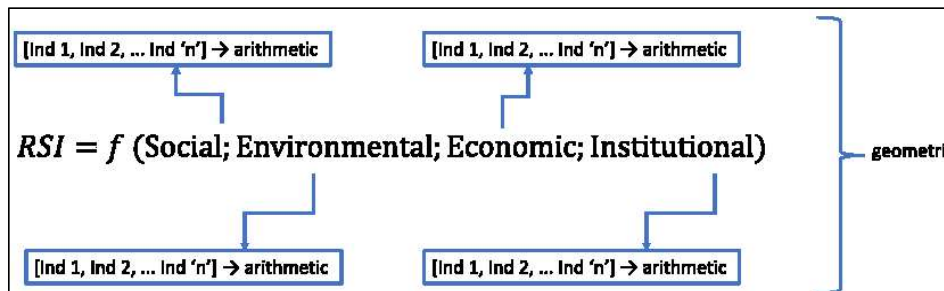 [Ind 1, Ind 2, ... Ind ‘n’] → arithmetic
[Ind 1, Ind 2, ... Ind ‘n’] → arithmetic
RSI = f (Social; Environmental; Economic; Institutional)
geometri
[Ind 1, Ind 2, ... Ind ‘n’] → arithmetic
[Ind 1, Ind 2, ... Ind ‘n’] → arithmetic